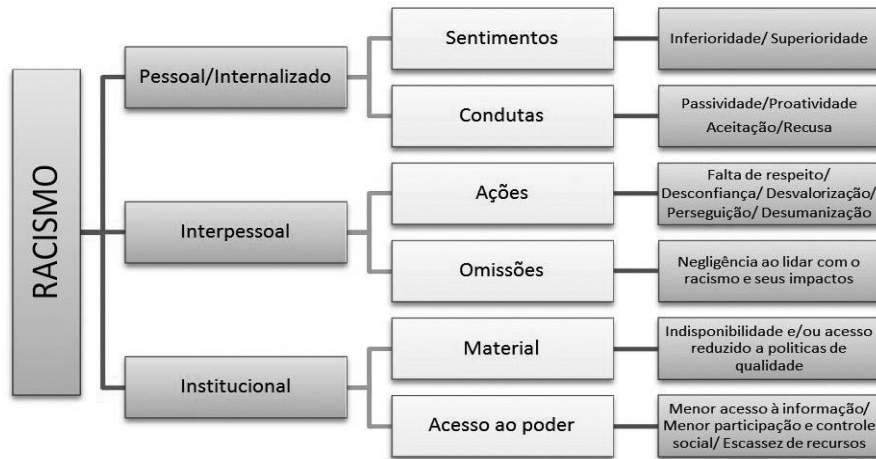 RACISMO
Pessoal/Internalizado
Sentimentos
Inferioridade/ Superioridade
Condutas
Passividade/Proatividade
Aceitação/Recusa
Interpessoal
Ações
Falta de respeito/
Desconfiança/ Desvalorização/
Perseguição/ Desumanização
Omissões
Negligência ao lidar com o
racismo e seus impactos
Institucional
Material
Indisponibilidade e/ou acesso
reduzido a politicas de
qualidade
Acesso ao poder
Menor acesso à informação/
Menor participação e controle
social/ Escassez de recursos